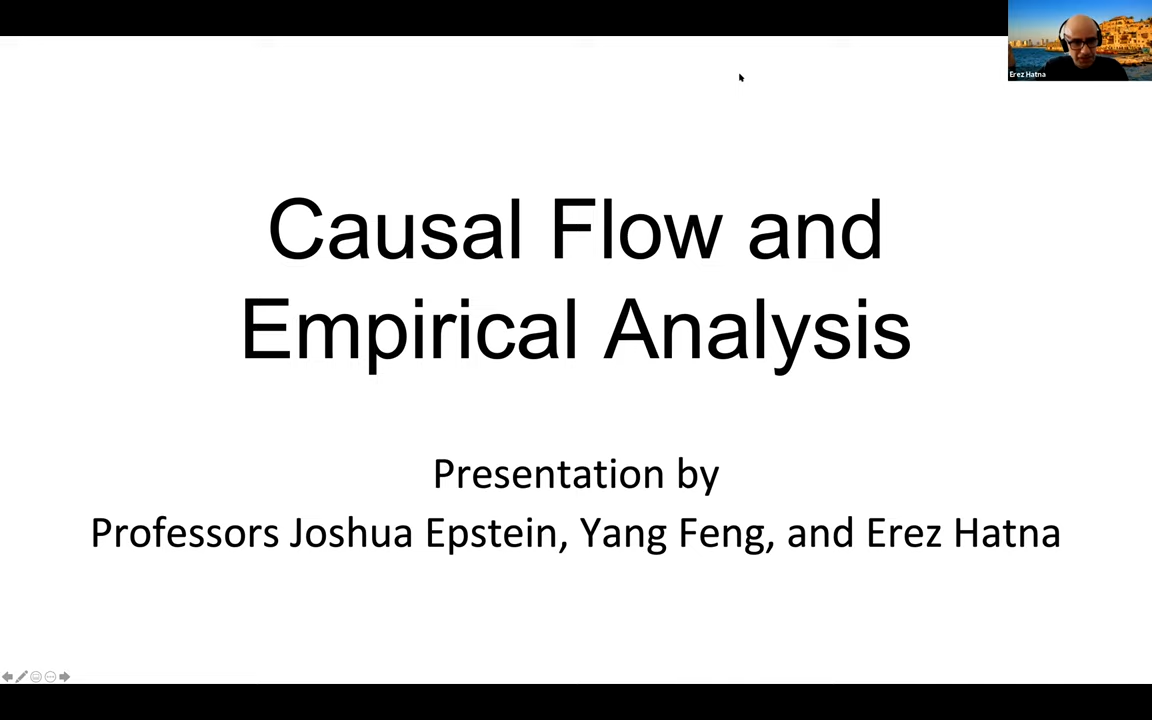 Erez Hatna
Causal Flow and
Empirical Analysis
Presentation by
Professors Joshua Epstein, Yang Feng, and Erez Hatna